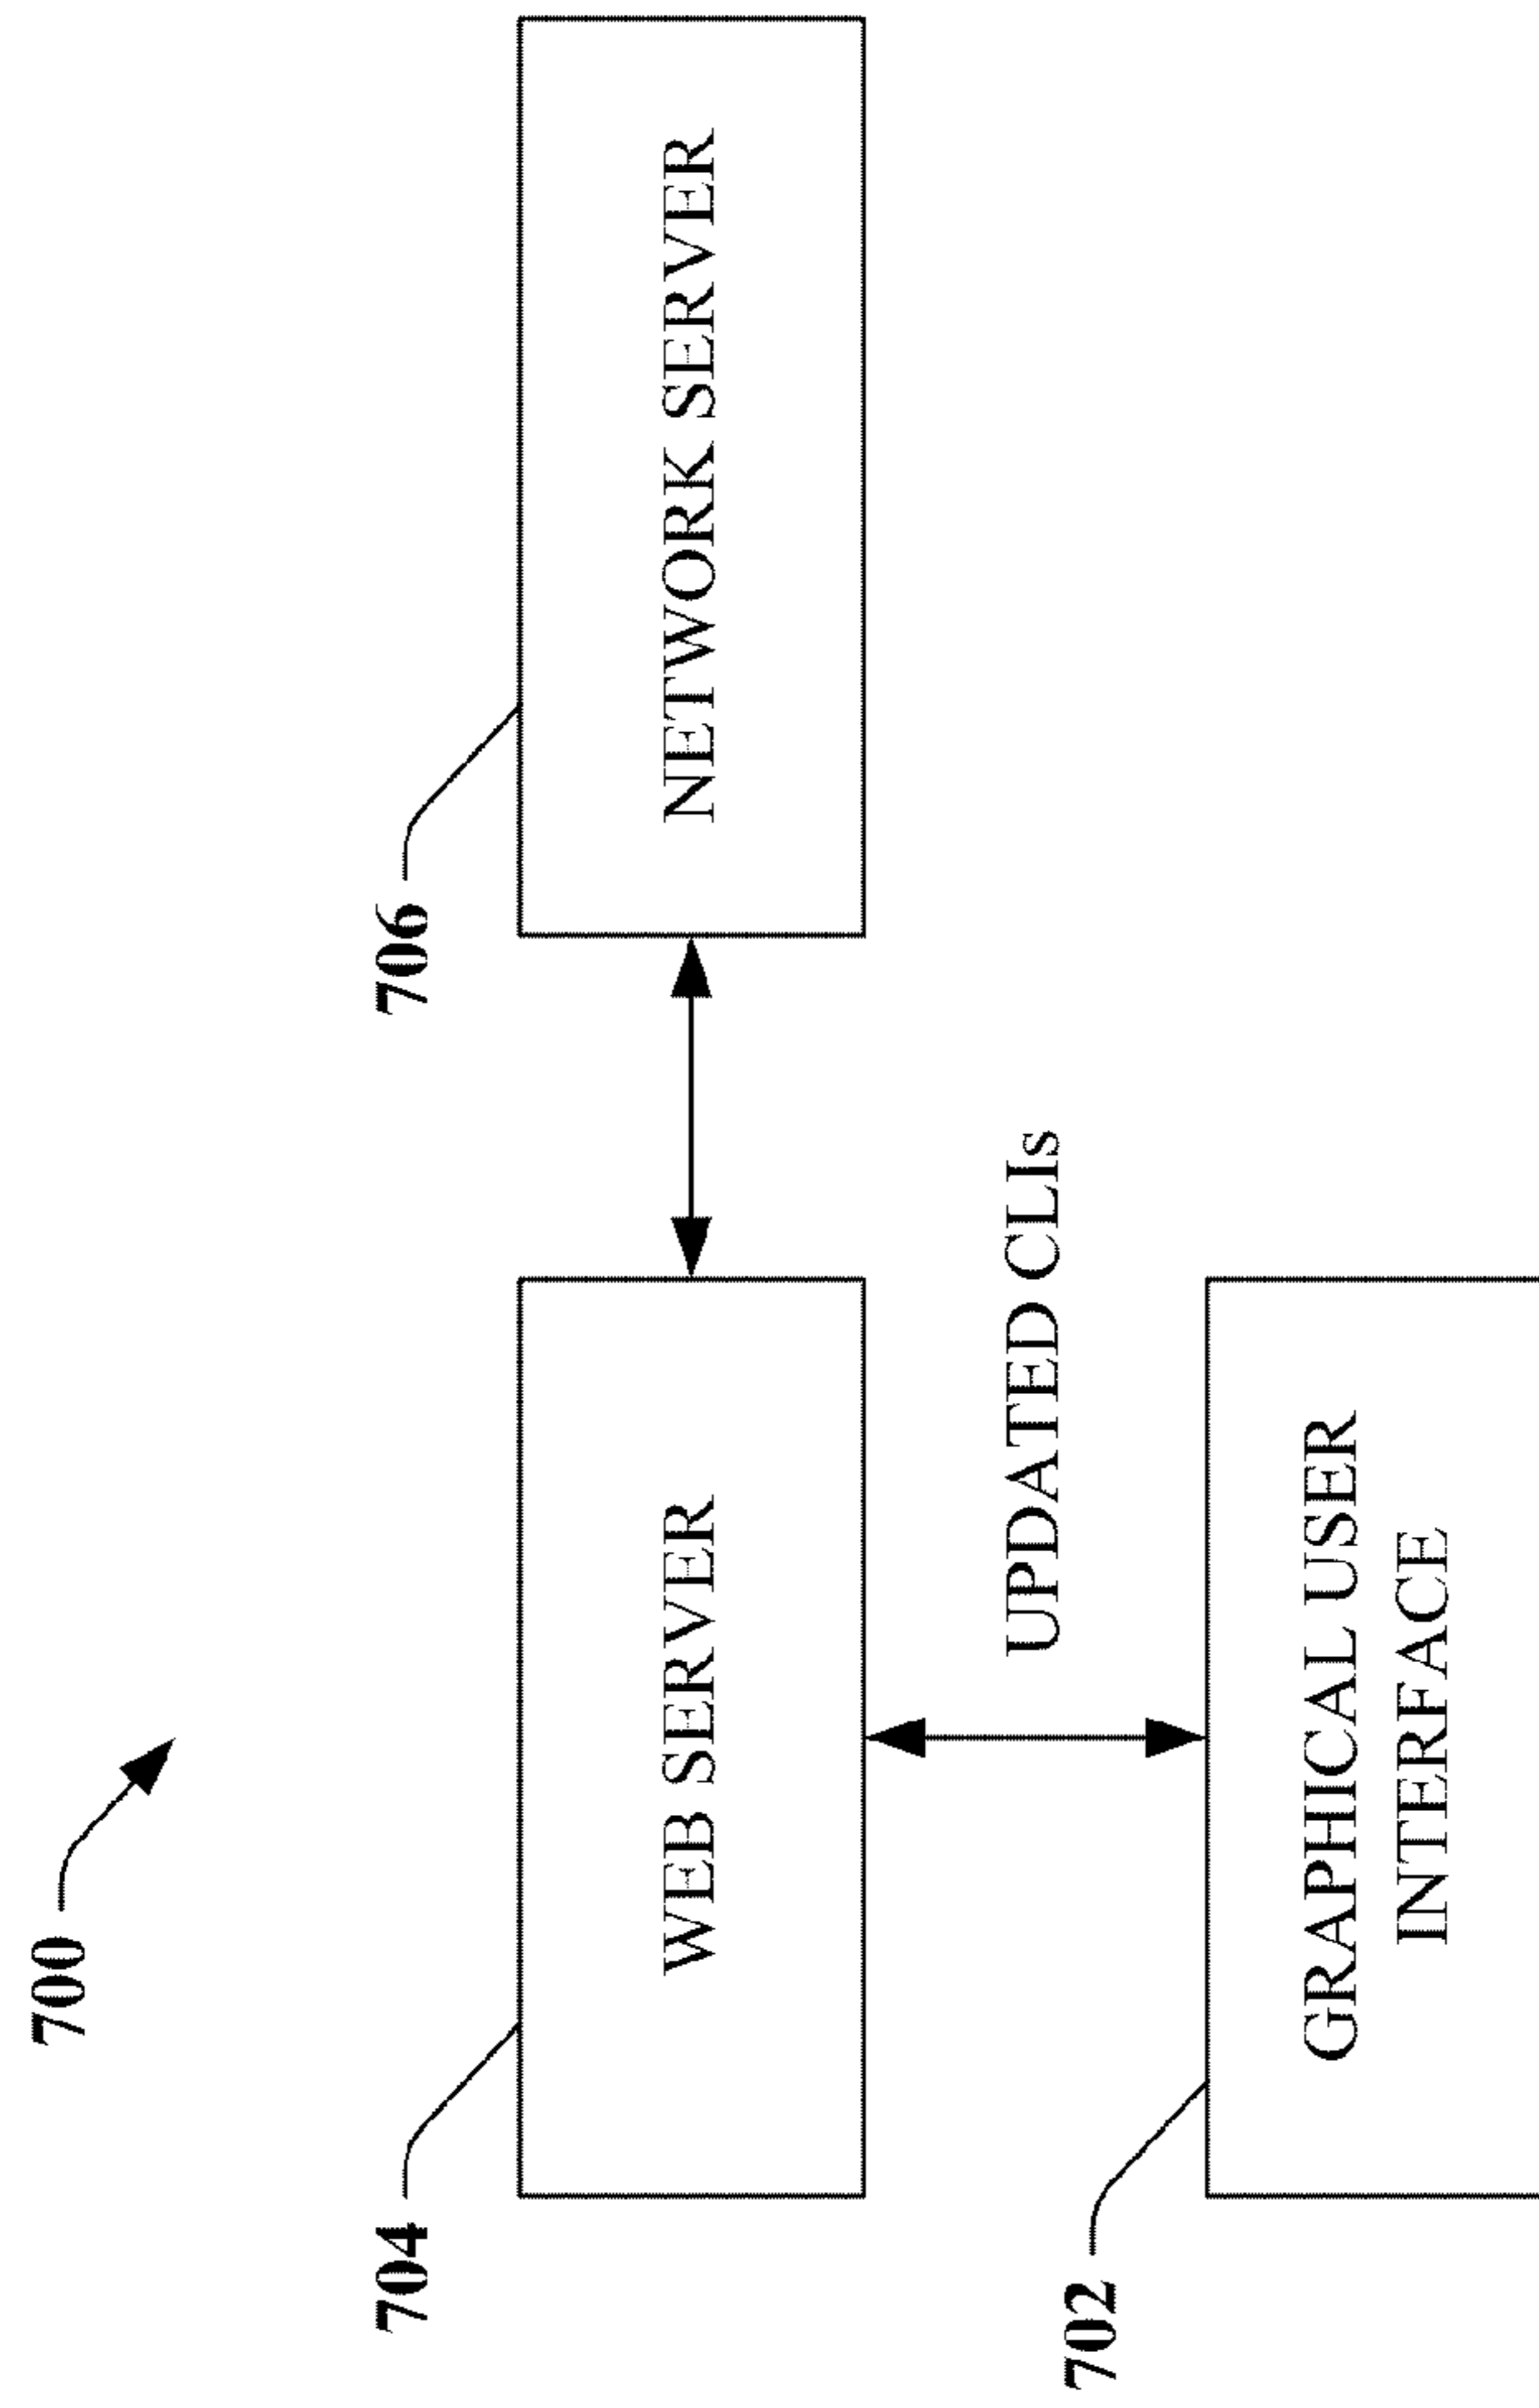 700
704
WEB SERVER
706
NETWORK SERVER
UPDATED CLIs
702
GRAPHICAL USER
INTERFACE